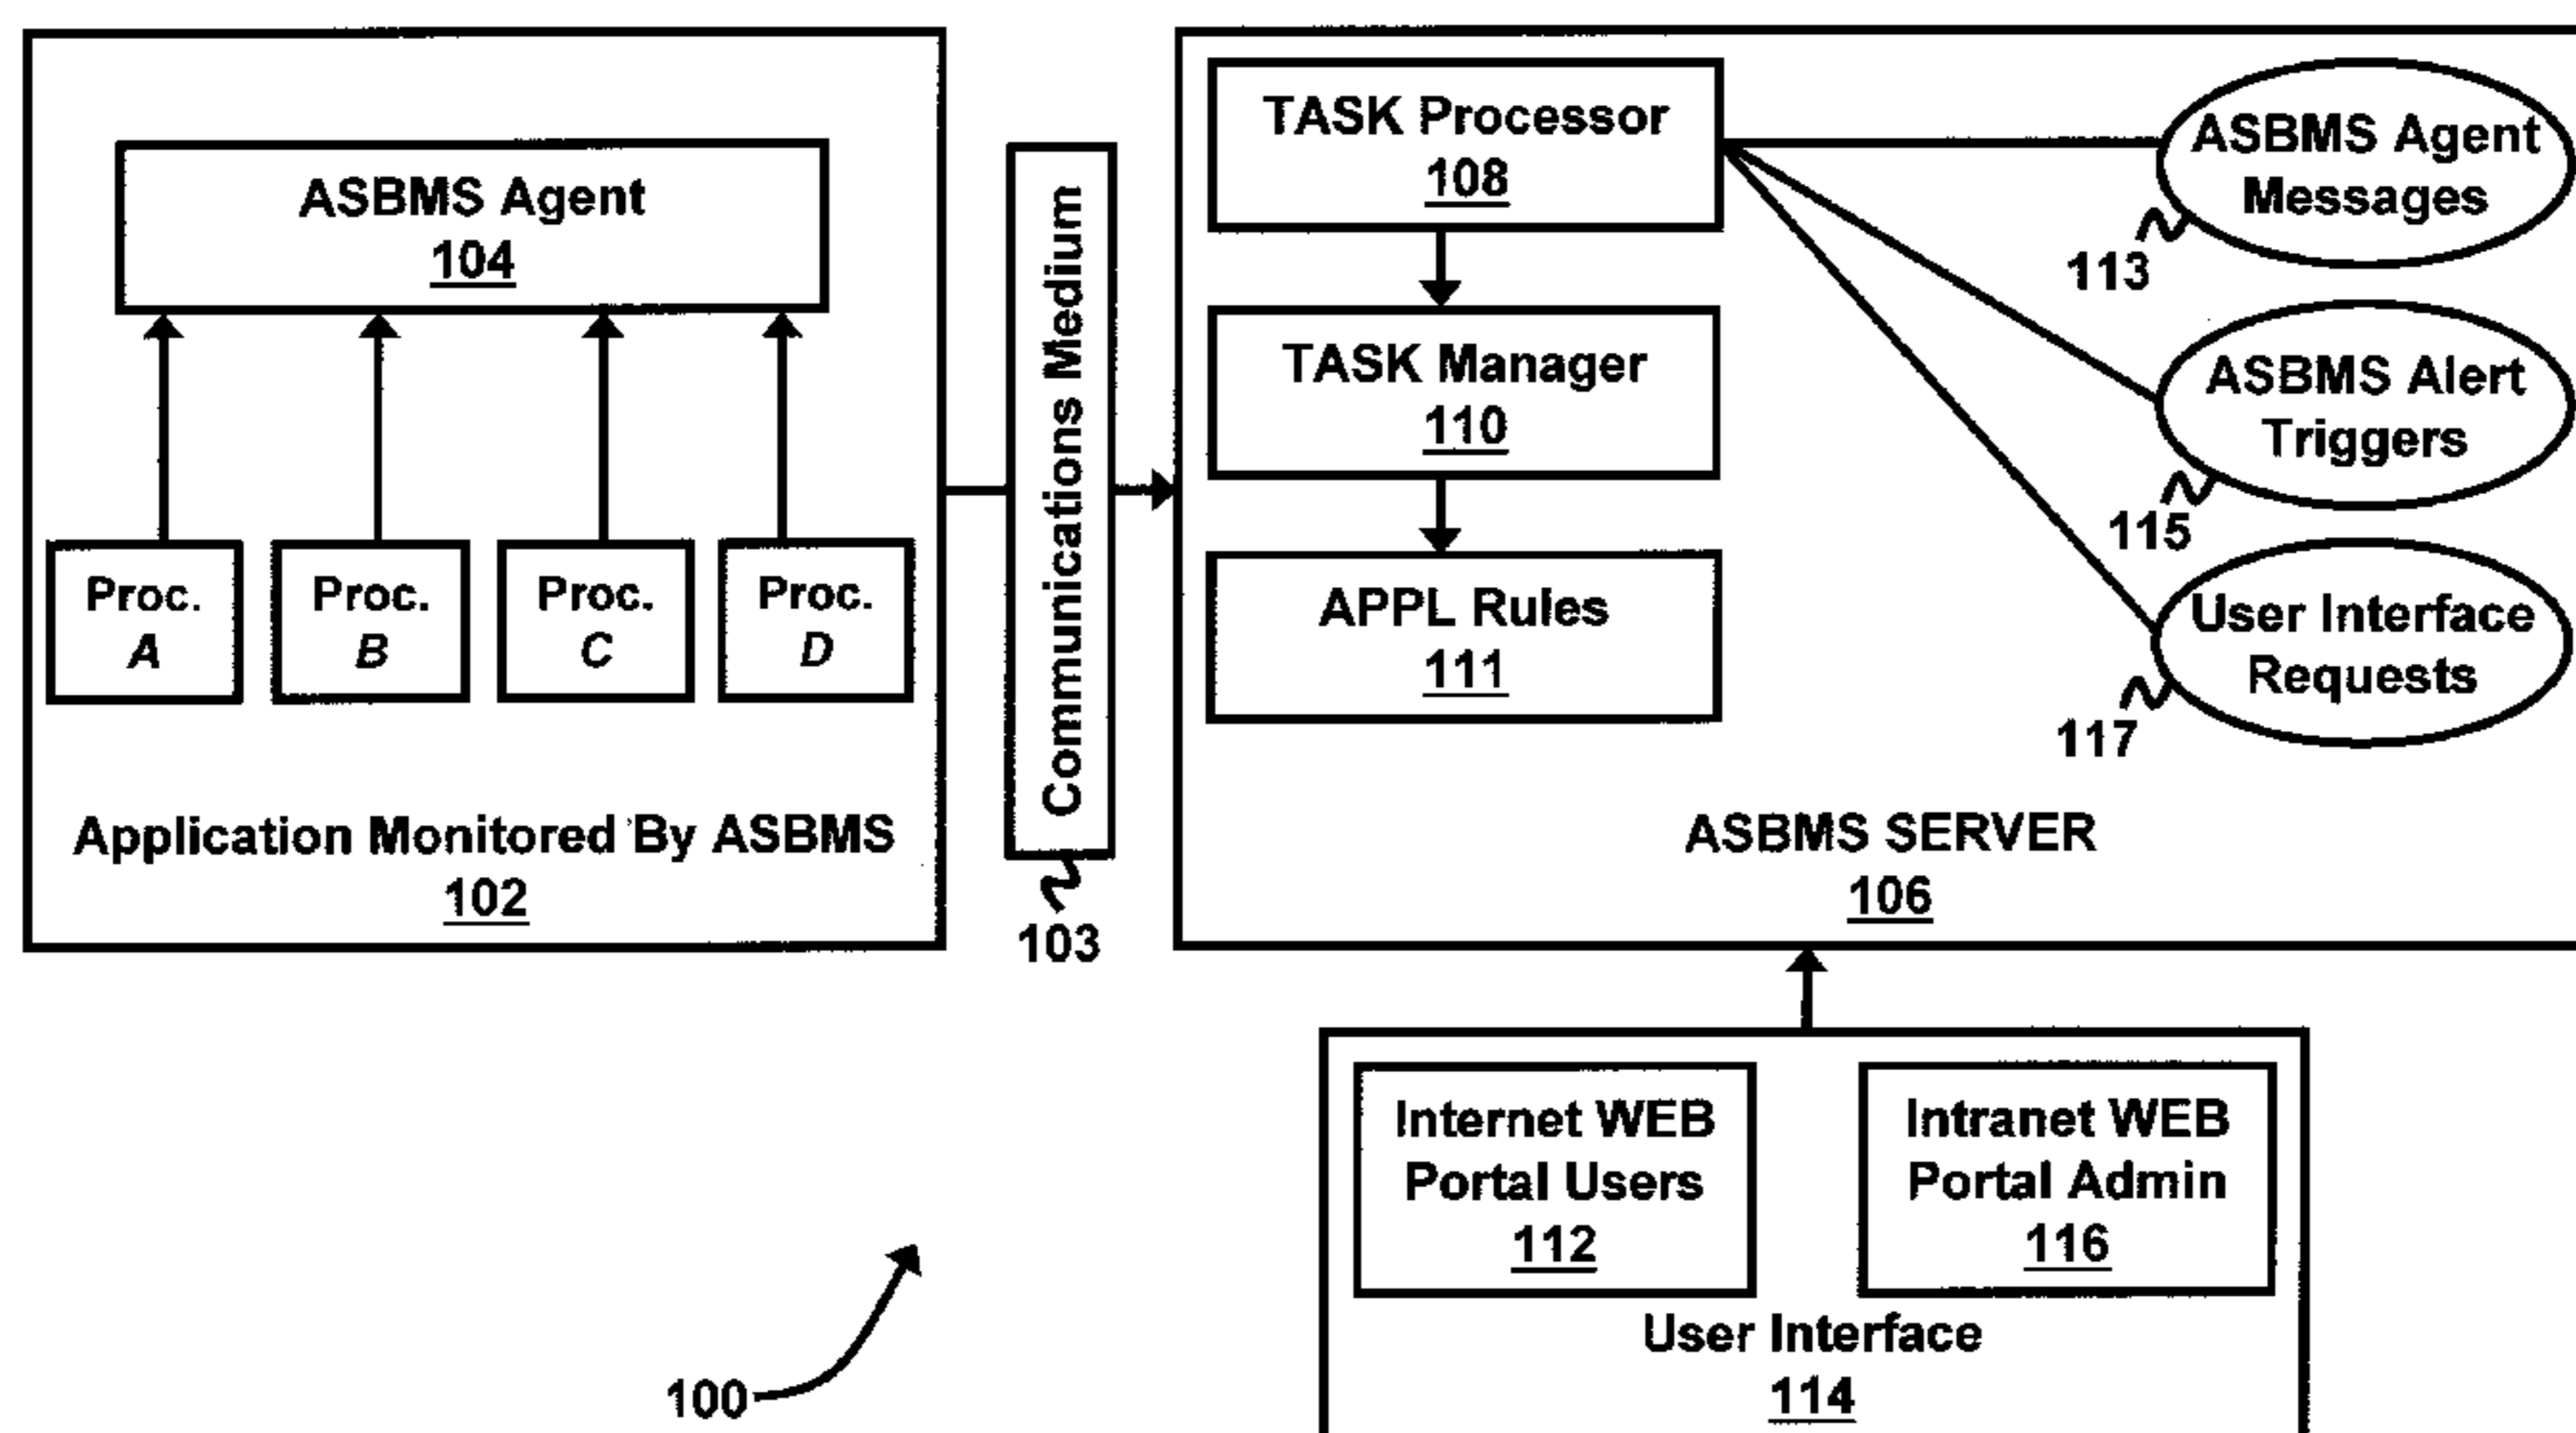 ASBMS Agent
104
Proc.
A
Proc.
B
Proc.
C
Proc.
D
Application Monitored By ASBMS
102
Communications Medium
103
TASK Processor
108
TASK Manager
110
APPL Rules
111
ASBMS Agent
Messages
113
ASBMS Alert
Triggers
115
User Interface
Requests
117
ASBMS SERVER
106
Internet WEB
Portal Users
112
Intranet WEB
Portal Admin
116
User Interface
114
100